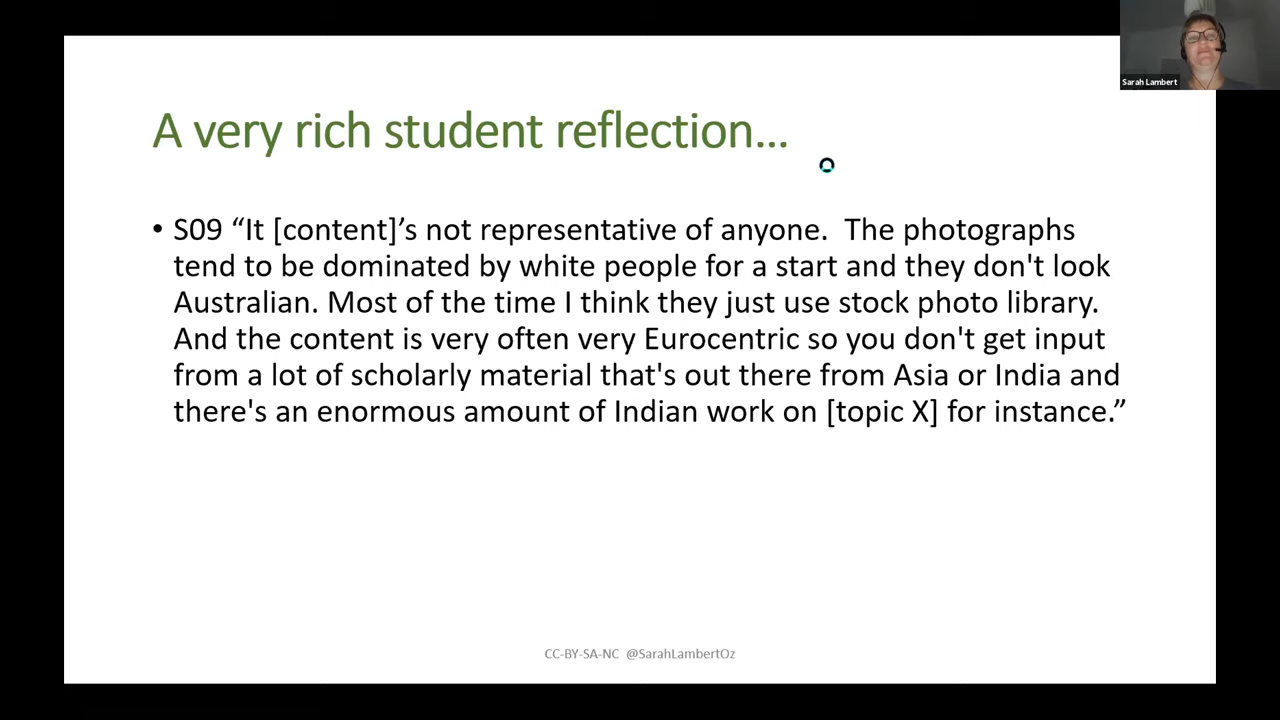 Sarah Lambert
A very rich student reflection...
• S09 “It [content]’s not representative of anyone.  The photographs
tend to be dominated by white people for a start and they don't look
Australian. Most of the time I think they just use stock photo library.
And the content is very often very Eurocentric so you don't get input
from a lot of scholarly material that's out there from Asia or India and
there's an enormous amount of Indian work on [topic X] for instance.”
CC-BY-SA-NC  @SarahLambertOz